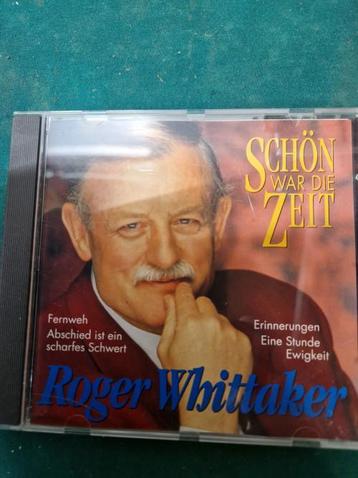 SCHÖN
WAR DIE
ZEIT
Fernweh
Abschied ist ein
scharfes Schwert
Erinnerungen
Eine Stunde
Ewigkeit
Roger Whittaker